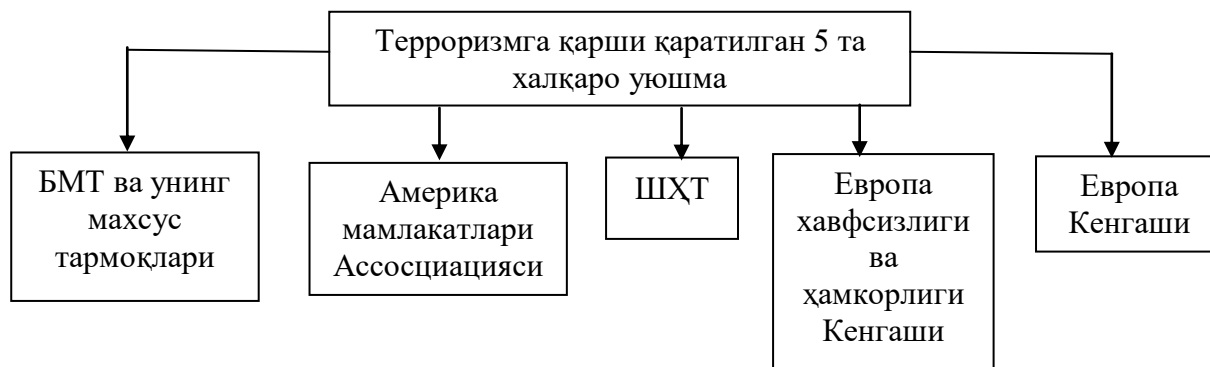 Терроризмга қарши қаратилган 5 та
халқаро уюшма
БМТ ва унинг
махсус
тармоқлари
Америка
мамлакатлари
Ассосциацияси
ШҲТ
Европа
хавфсизлиги
ва
ҳамкорлиги
Кенгаши
Европа
Кенгаши